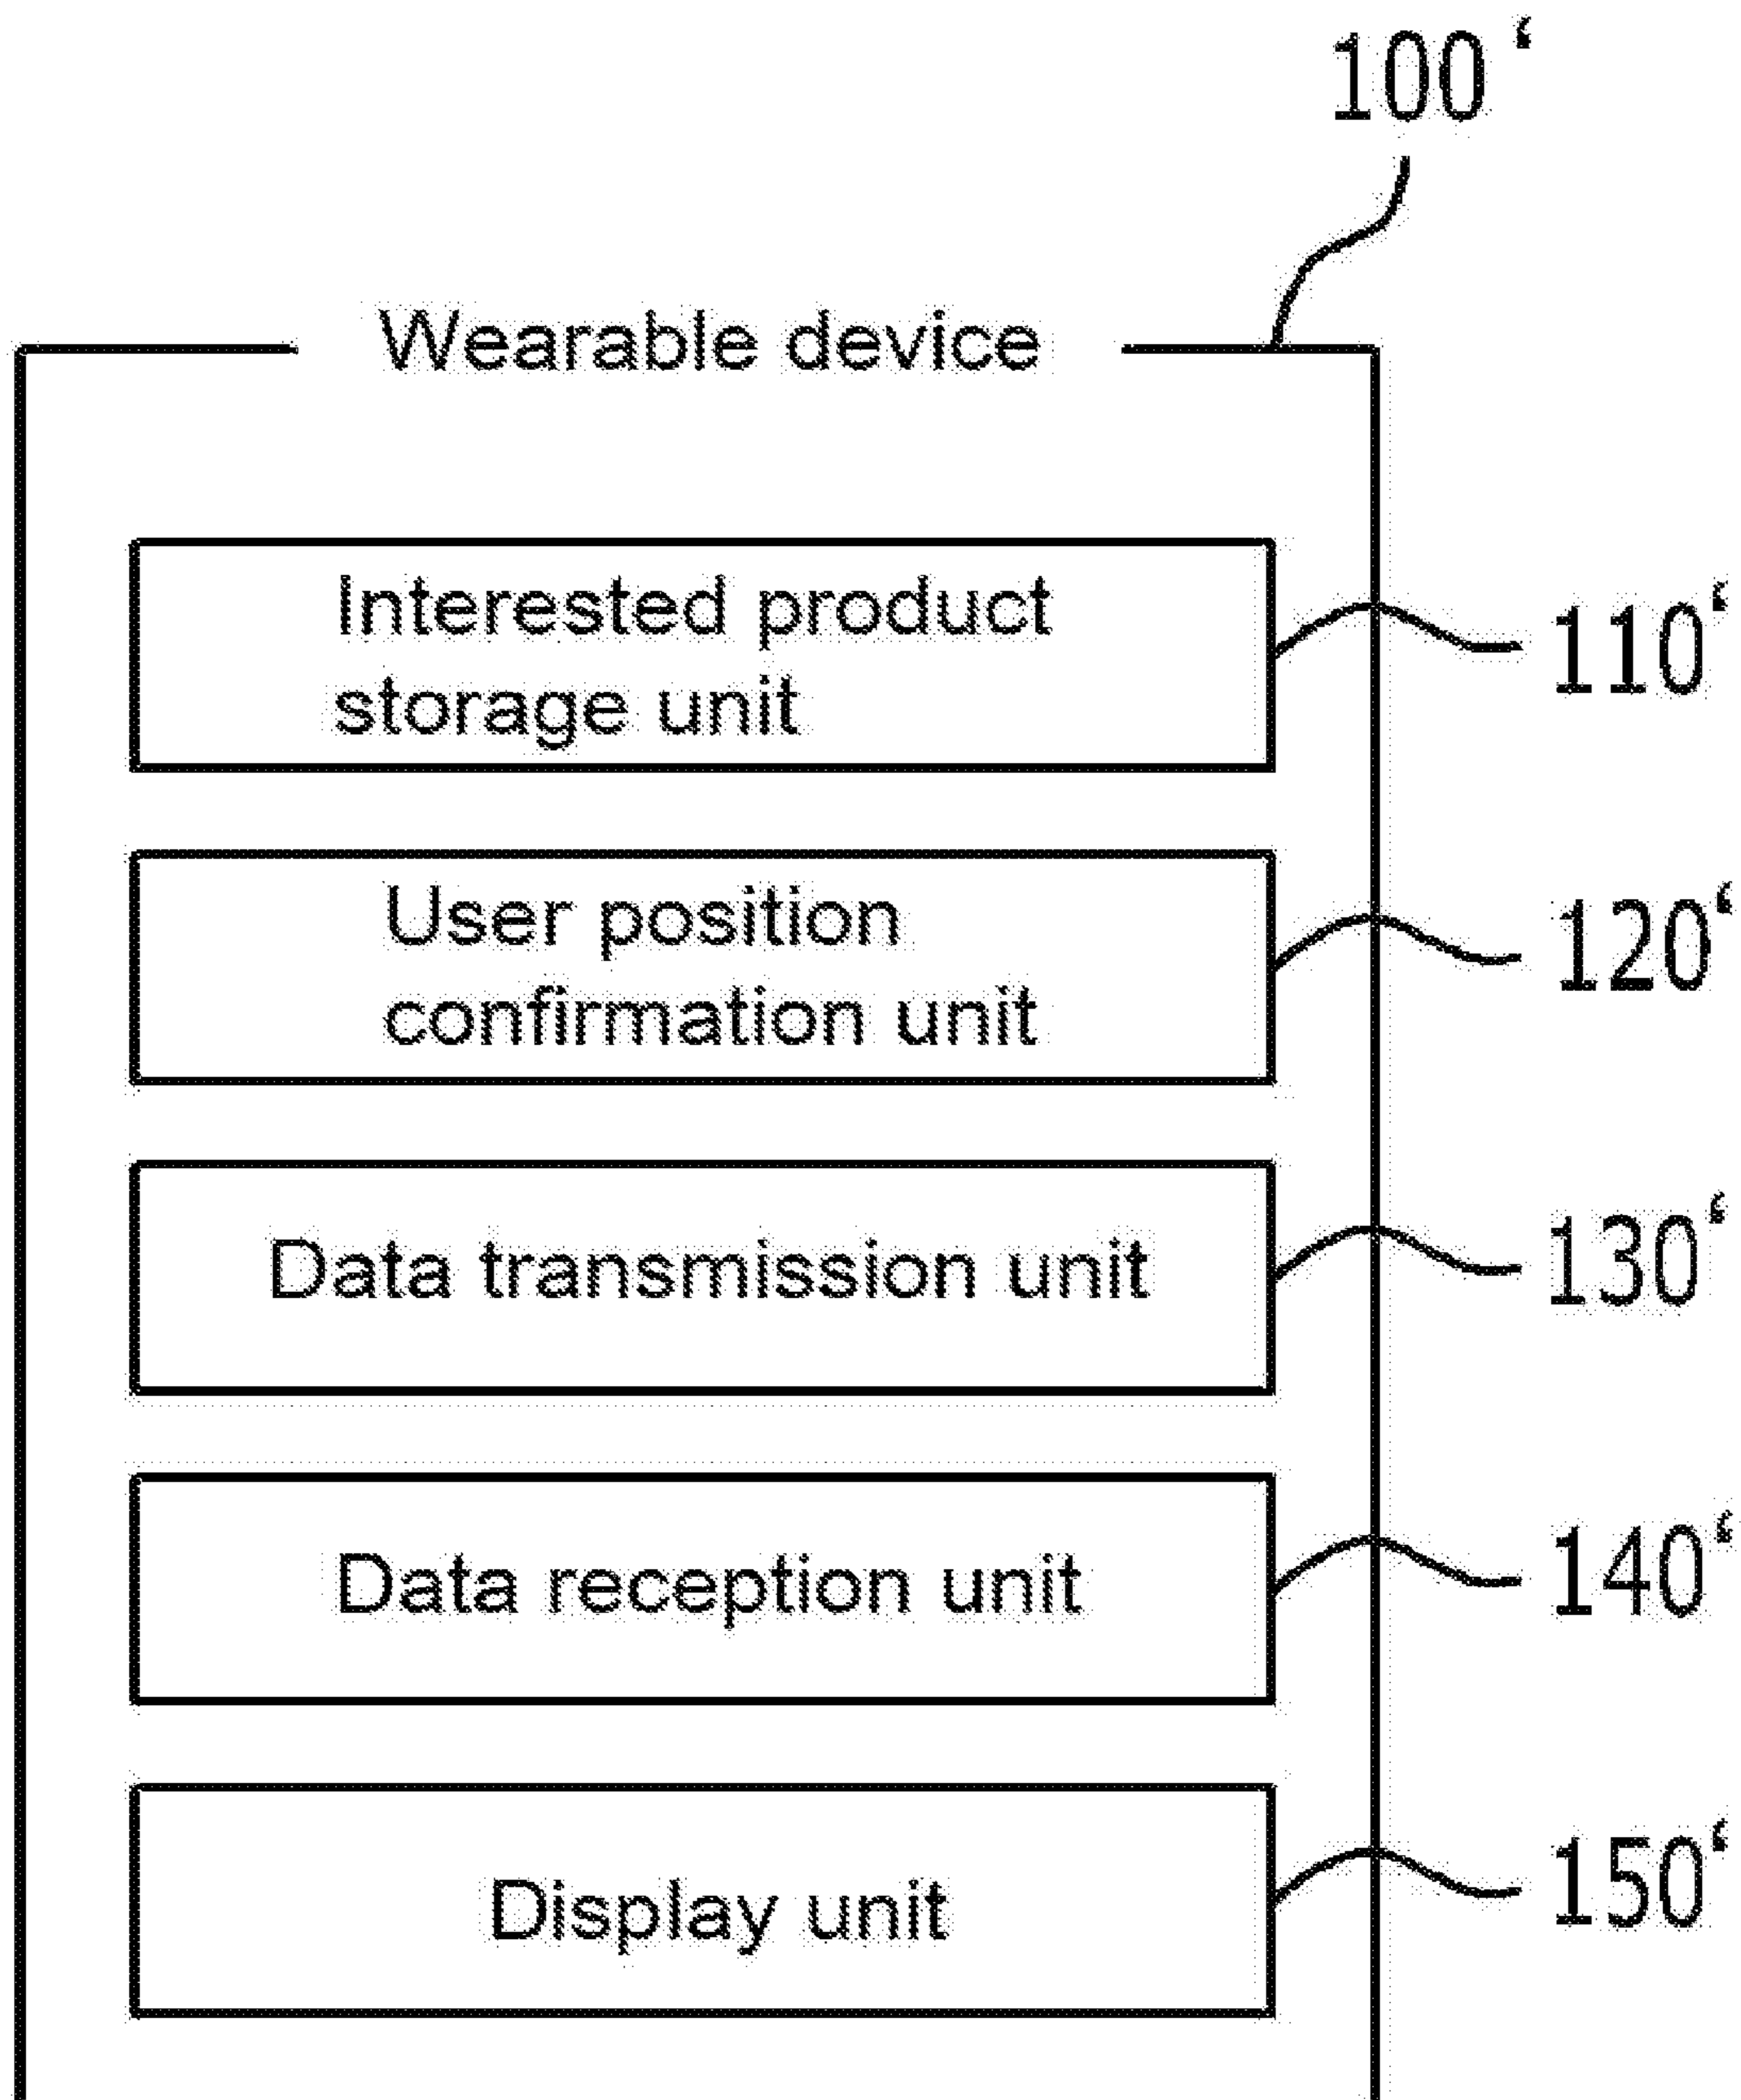 100‘
Wearable device
Interested product
storage unit
110‘
User position
confirmation unit
120‘
Data transmission unit
130‘
Data reception unit
140‘
Display unit
150‘